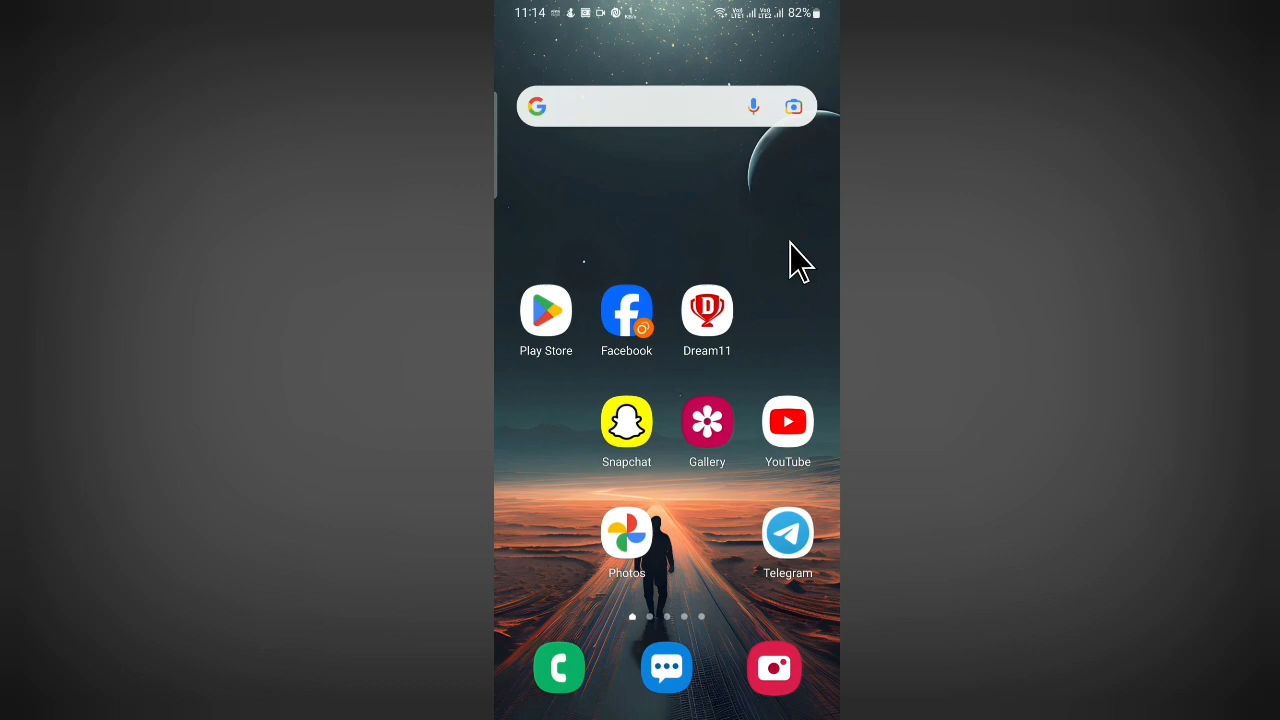 11:14 82%
Play Store Facebook Dream11
Snapchat Gallery YouTube
Photos Telegram